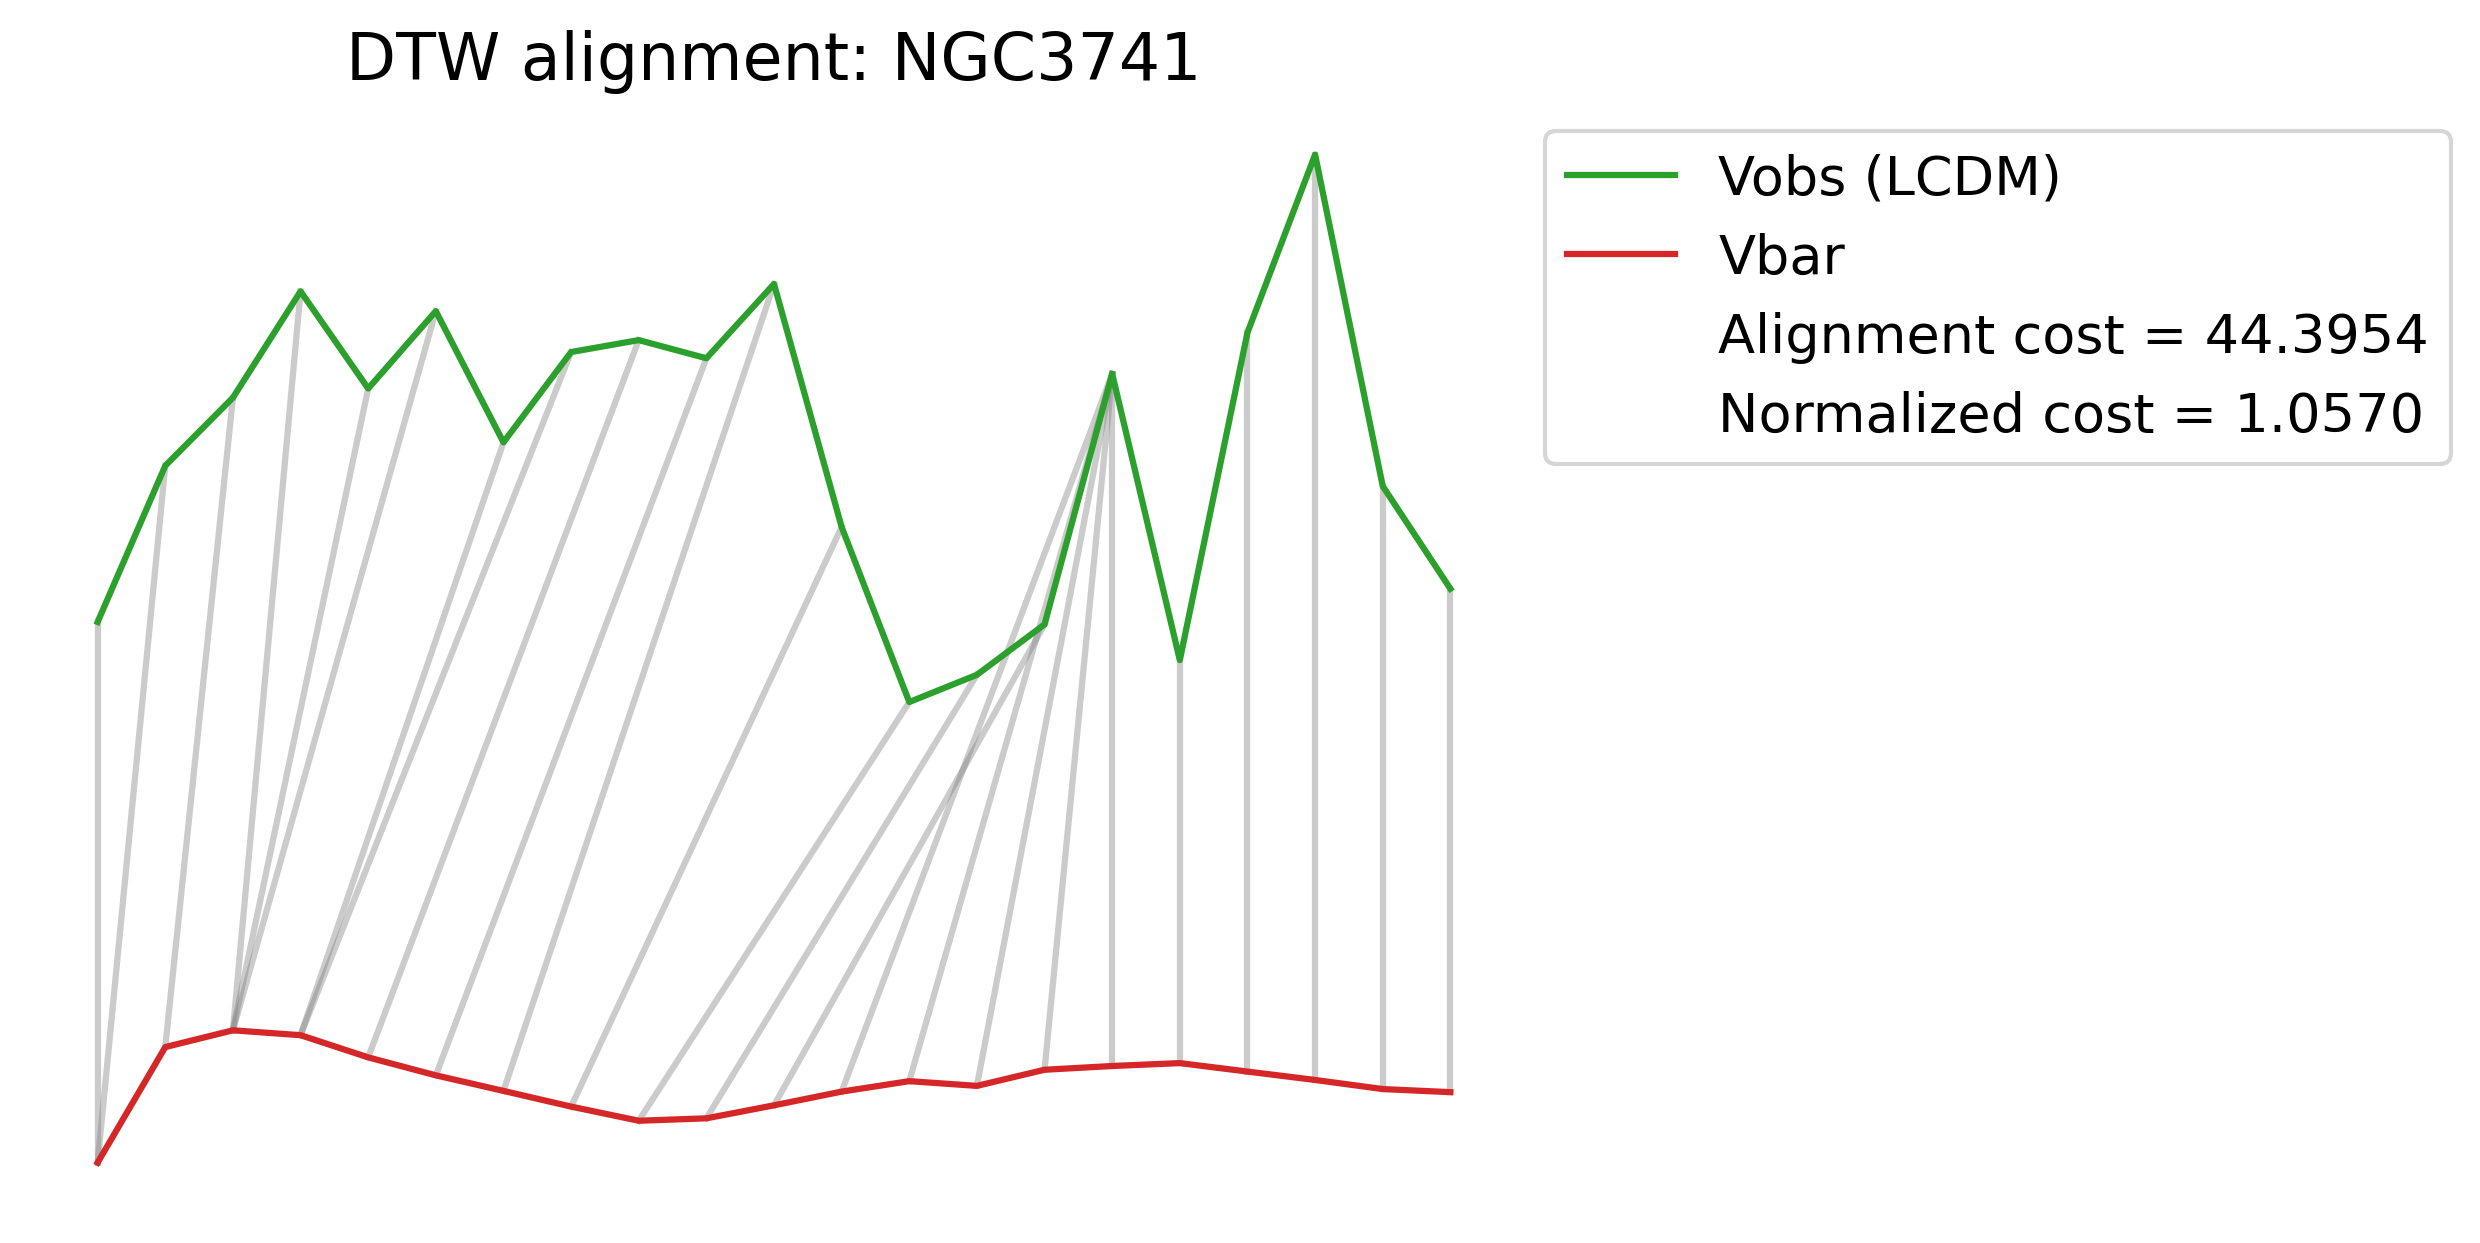 DTW alignment: NGC3741
Vobs (LCDM)
Vbar
Alignment cost = 44.3954
Normalized cost = 1.0570